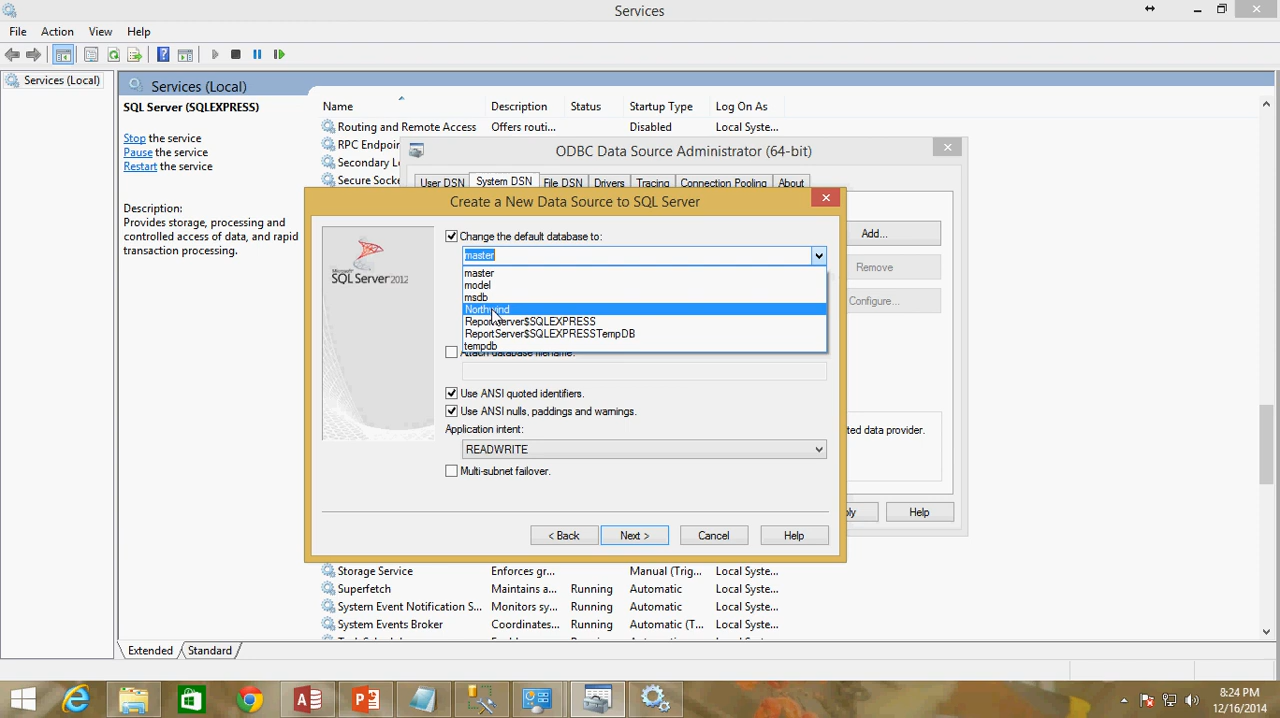 Services
File Action View Help
Services (Local)
Services (Local)
SQL Server (SQLEXPRESS)
Stop the service
Pause the service
Restart the service
Description:
Provides storage, processing and
controlled access of data, and rapid
transaction processing.
Name Description Status Startup Type Log On As
Routing and Remote Access Offers routi... Disabled Local Syste...
RPC Endpoin
Secondary Lo
Secure Socke
ODBC Data Source Administrator (64-bit)
User DSN System DSN File DSN Drivers Tracing Connection Pooling About
Add...
Remove
Configure...
ted data provider.
ply Help
Create a New Data Source to SQL Server
Microsoft
SQL Server 2012
Change the default database to:
master
master
model
msdb
Northwind
ReportServer$SQLEXPRESS
ReportServer$SQLEXPRESSTempDB
tempdb
Attach database filename:
Use ANSI quoted identifiers.
Use ANSI nulls, paddings and warnings.
Application intent:
READWRITE
Multi-subnet failover.
< Back Next > Cancel Help
Storage Service Enforces gr... Manual (Trig... Local Syste...
Superfetch Maintains a... Running Automatic Local Syste...
System Event Notification S... Monitors sy... Running Automatic Local Syste...
System Events Broker Coordinates... Running Automatic (T... Local Syste...
Extended Standard
8:24 PM
12/16/2014